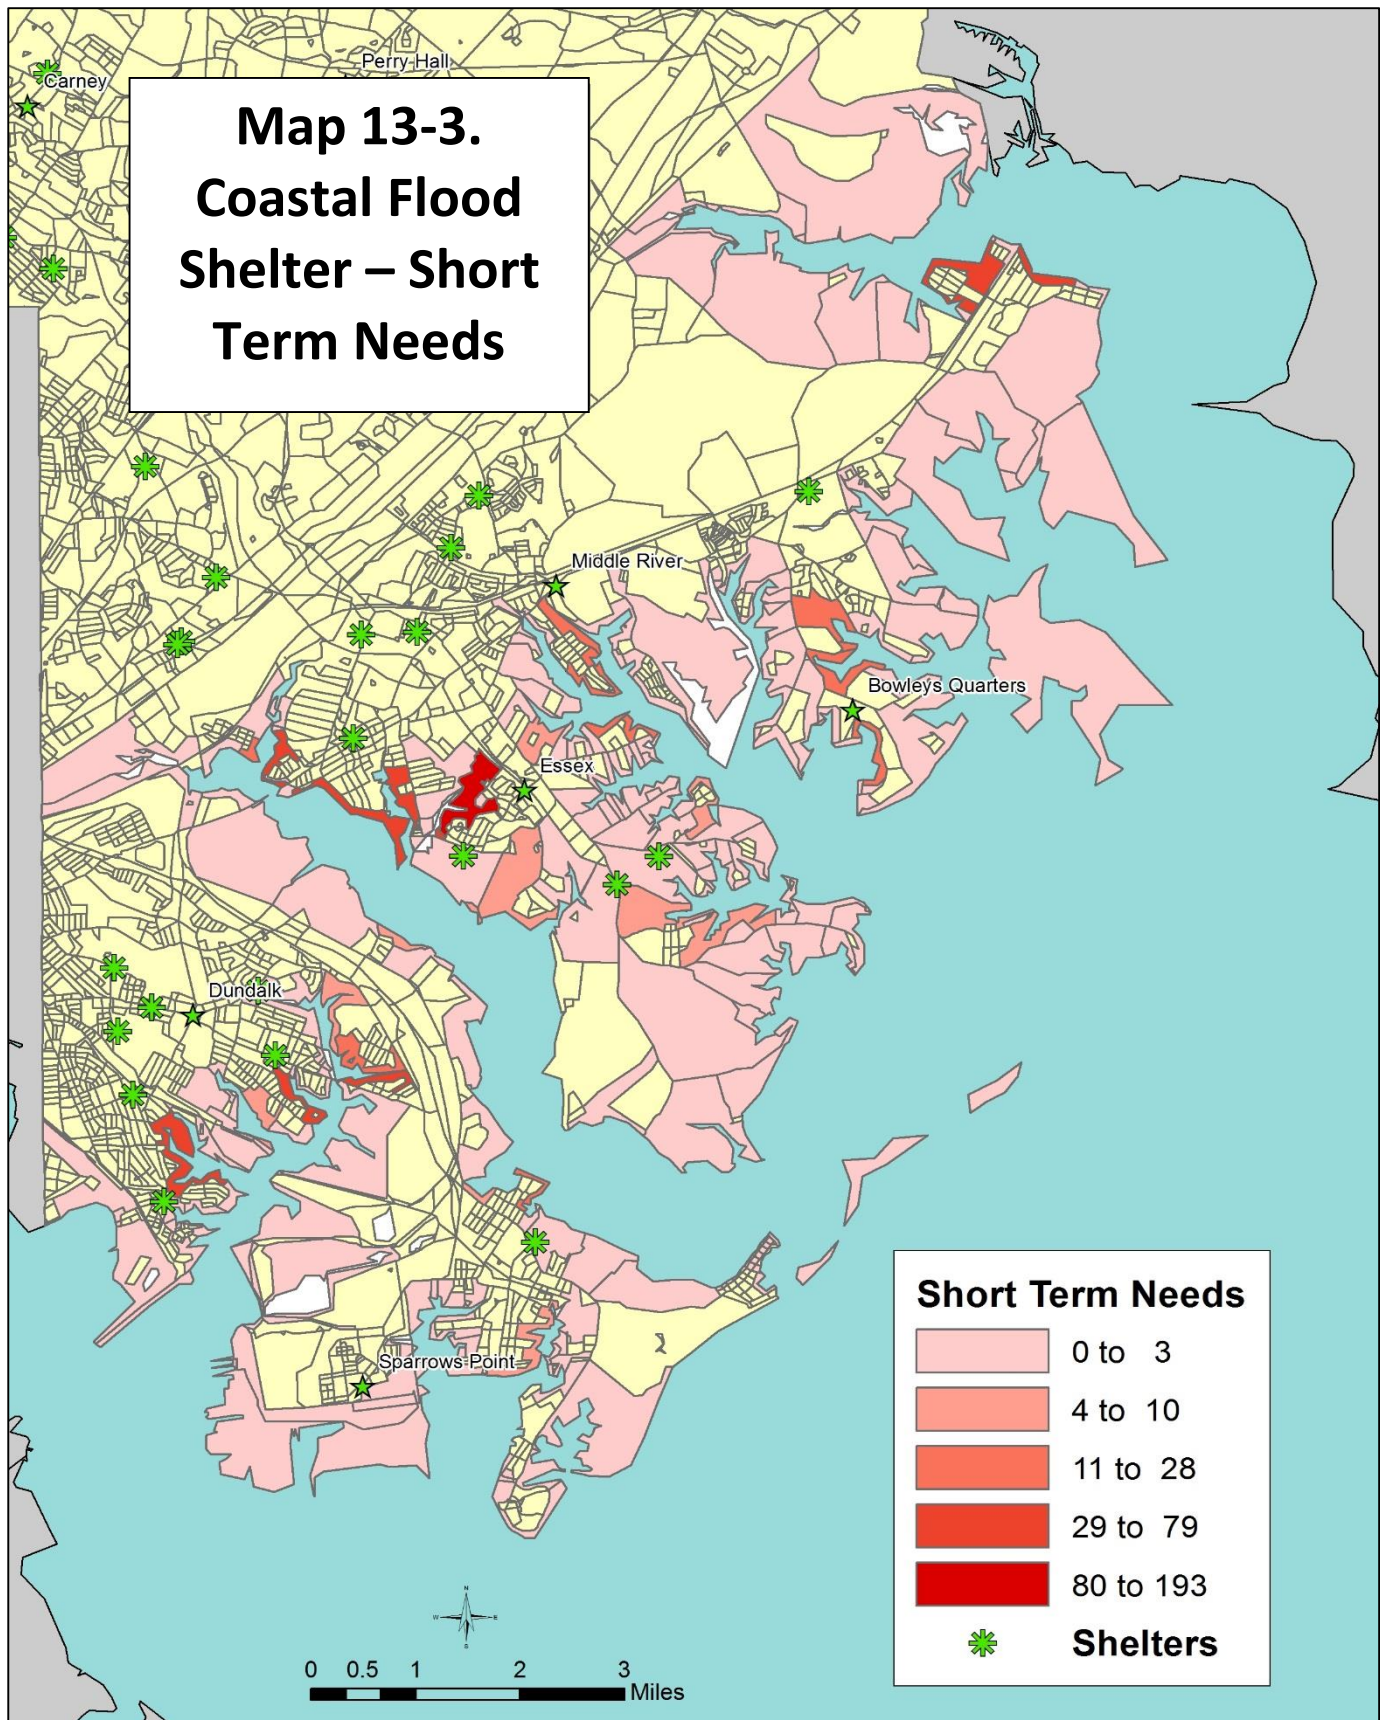 Perry Hall
Carney
Map 13-3.
Coastal Flood
Shelter – Short
Term Needs
Middle River
Bowleys Quarters
Essex
Dundalk
Sparrows Point
Short Term Needs
0 to 3
4 to 10
11 to 28
29 to 79
80 to 193
Shelters
N
W E
S
0 0.5 1 2 3
Miles